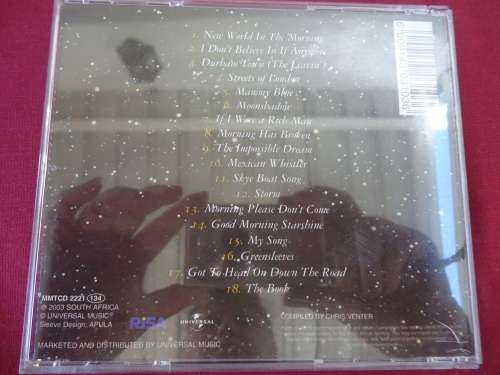 1. New World In The Morning
2. I Don't Believe In If Anymore
3. Durham Town (The Leavin')
4. Streets of London
5. Mammy Blue
6. Moonshadow
7. If I Were a Rich Man
8. Morning Has Broken
9. The Impossible Dream
10. Mexican Whistler
11. Skye Boat Song
12. Storm
13. Morning Please Don't Come
14. Good Morning Starshine
15. My Song
16. Greensleeves
17. Got To Head On Down The Road
18. The Book
MMTCD 2221 134
℗ 2003 SOUTH AFRICA
© UNIVERSAL MUSIC
Sleeve Design: APULA
RiSA
UNIVERSAL
COMPILED BY CHRIS VENTER
MARKETED AND DISTRIBUTED BY UNIVERSAL MUSIC